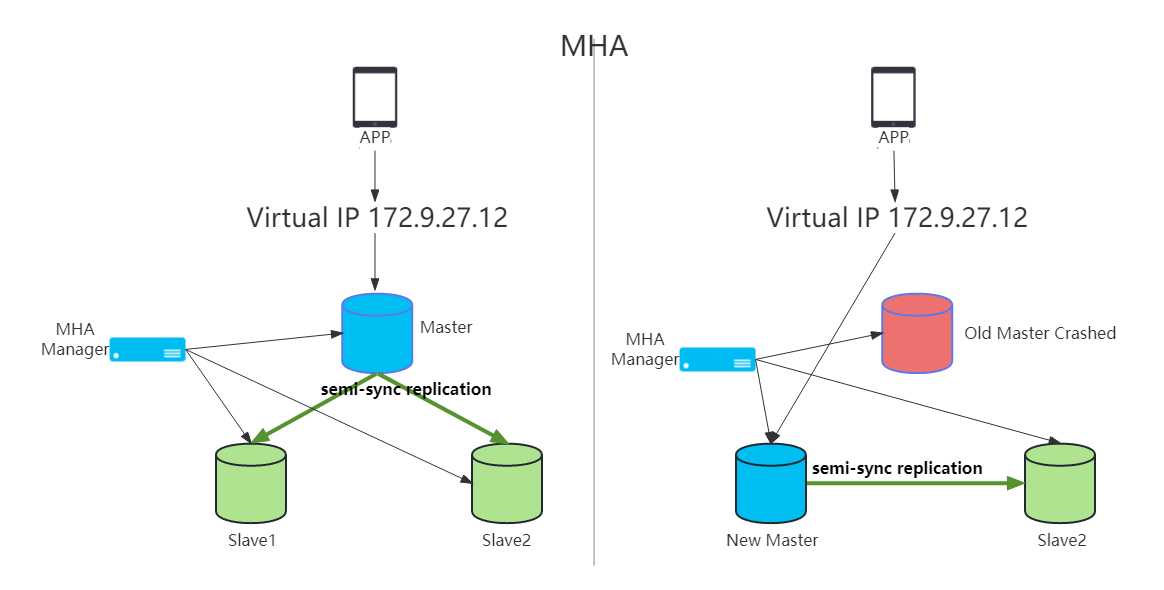 MHA
APP
Virtual IP 172.9.27.12
MHA
Manager
Master
semi-sync replication
Slave1
Slave2
APP
Virtual IP 172.9.27.12
MHA
Manager
Old Master Crashed
semi-sync replication
New Master
Slave2